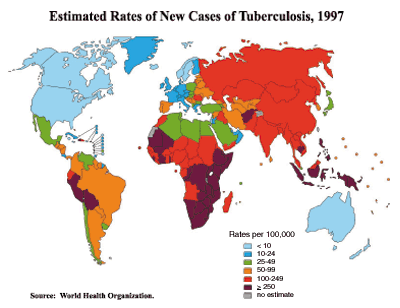 Estimated Rates of New Cases of Tuberculosis, 1997
Rates per 100,000
< 10
10-24
25-49
50-99
100-249
≥ 250
no estimate
Source: World Health Organization.